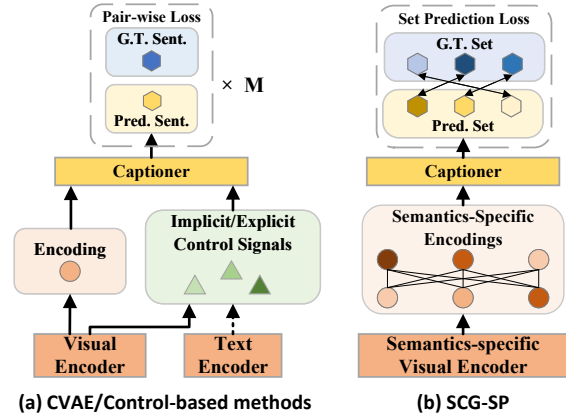 Pair-wise Loss
G.T. Sent.
Pred. Sent.
× M
Captioner
Encoding
Implicit/Explicit
Control Signals
Visual
Encoder
Text
Encoder
(a) CVAE/Control-based methods
Set Prediction Loss
G.T. Set
Pred. Set
Captioner
Semantics-Specific
Encodings
Semantics-specific
Visual Encoder
(b) SCG-SP